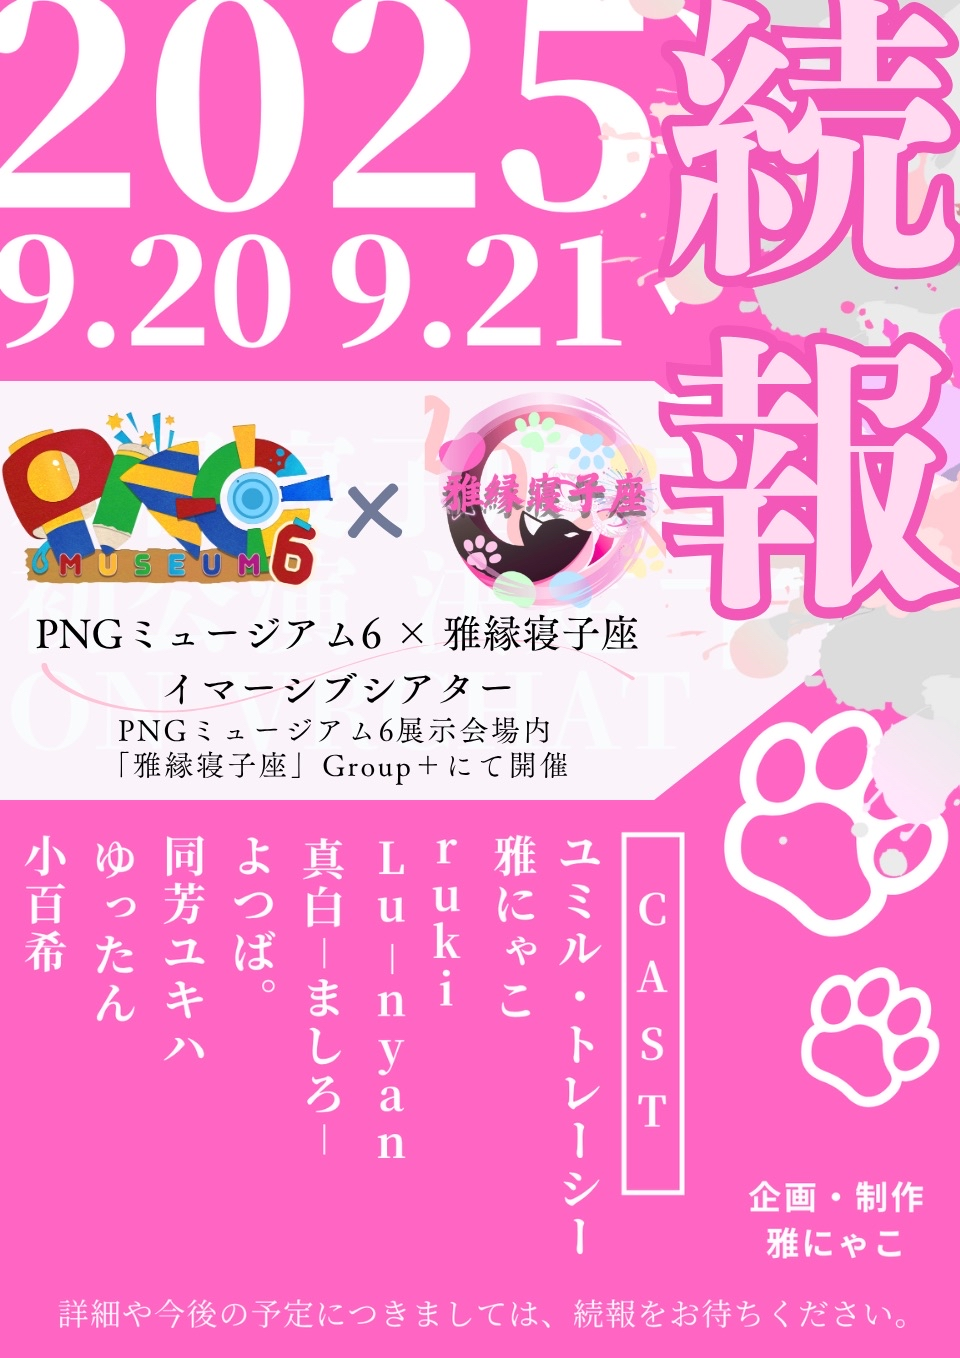 2025
9.20 9.21
続報
PNG
MUSEUM 6
×
雅縁寝子座
PNGミュージアム6 × 雅縁寝子座
イマーシブシアター
PNGミュージアム6展示会場内
「雅縁寝子座」Group＋にて開催
CAST
ユミル・トレーシー
雅にゃこ
ruki
Lu－nyan
真白－ましろ－
よつば。
同芳ユキハ
ゆったん
小百希
企画・制作
雅にゃこ
詳細や今後の予定につきましては、続報をお待ちください。